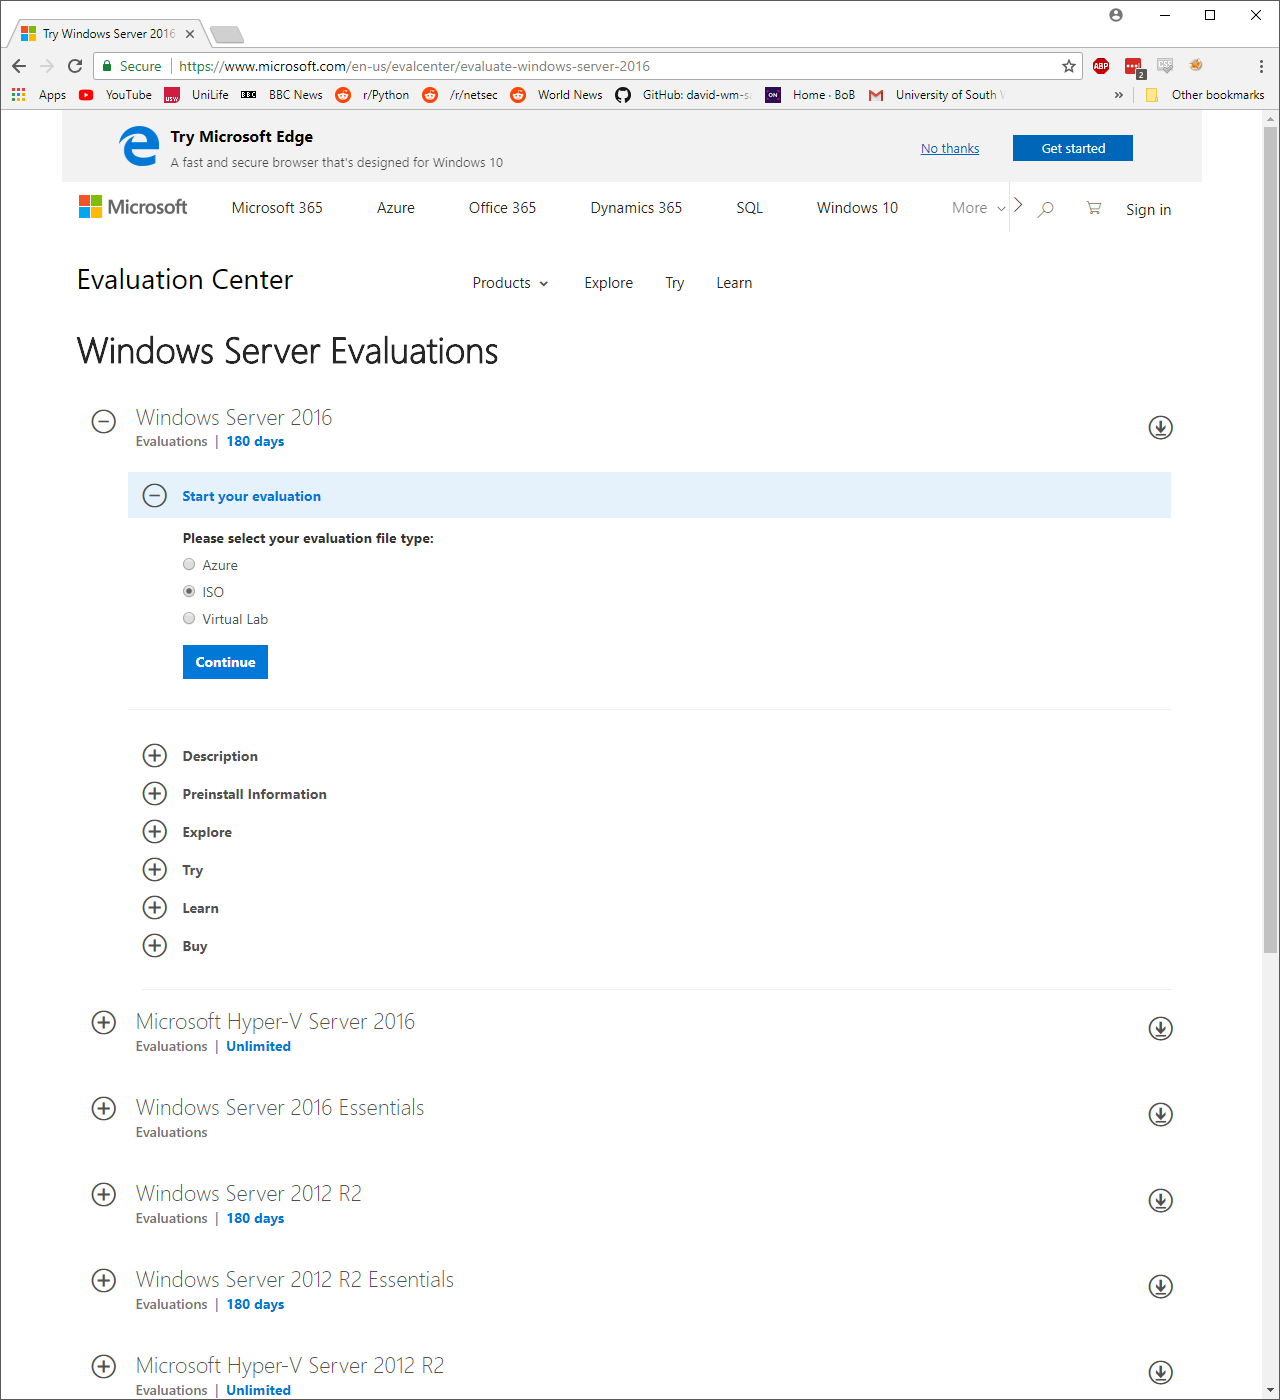 Try Windows Server 2016
Secure https://www.microsoft.com/en-us/evalcenter/evaluate-windows-server-2016
ABP 2 CSC
Apps YouTube USW UniLife BBC BBC News r/Python /r/netsec World News GitHub: david-wm-s ON Home · BoB University of South » Other bookmarks
Try Microsoft Edge
A fast and secure browser that's designed for Windows 10
No thanks Get started
Microsoft Microsoft 365 Azure Office 365 Dynamics 365 SQL Windows 10 More Sign in
Evaluation Center Products Explore Try Learn
Windows Server Evaluations
Windows Server 2016
Evaluations | 180 days
Start your evaluation
Please select your evaluation file type:
Azure
ISO
Virtual Lab
Continue
Description
Preinstall Information
Explore
Try
Learn
Buy
Microsoft Hyper-V Server 2016
Evaluations | Unlimited
Windows Server 2016 Essentials
Evaluations
Windows Server 2012 R2
Evaluations | 180 days
Windows Server 2012 R2 Essentials
Evaluations | 180 days
Microsoft Hyper-V Server 2012 R2
Evaluations | Unlimited